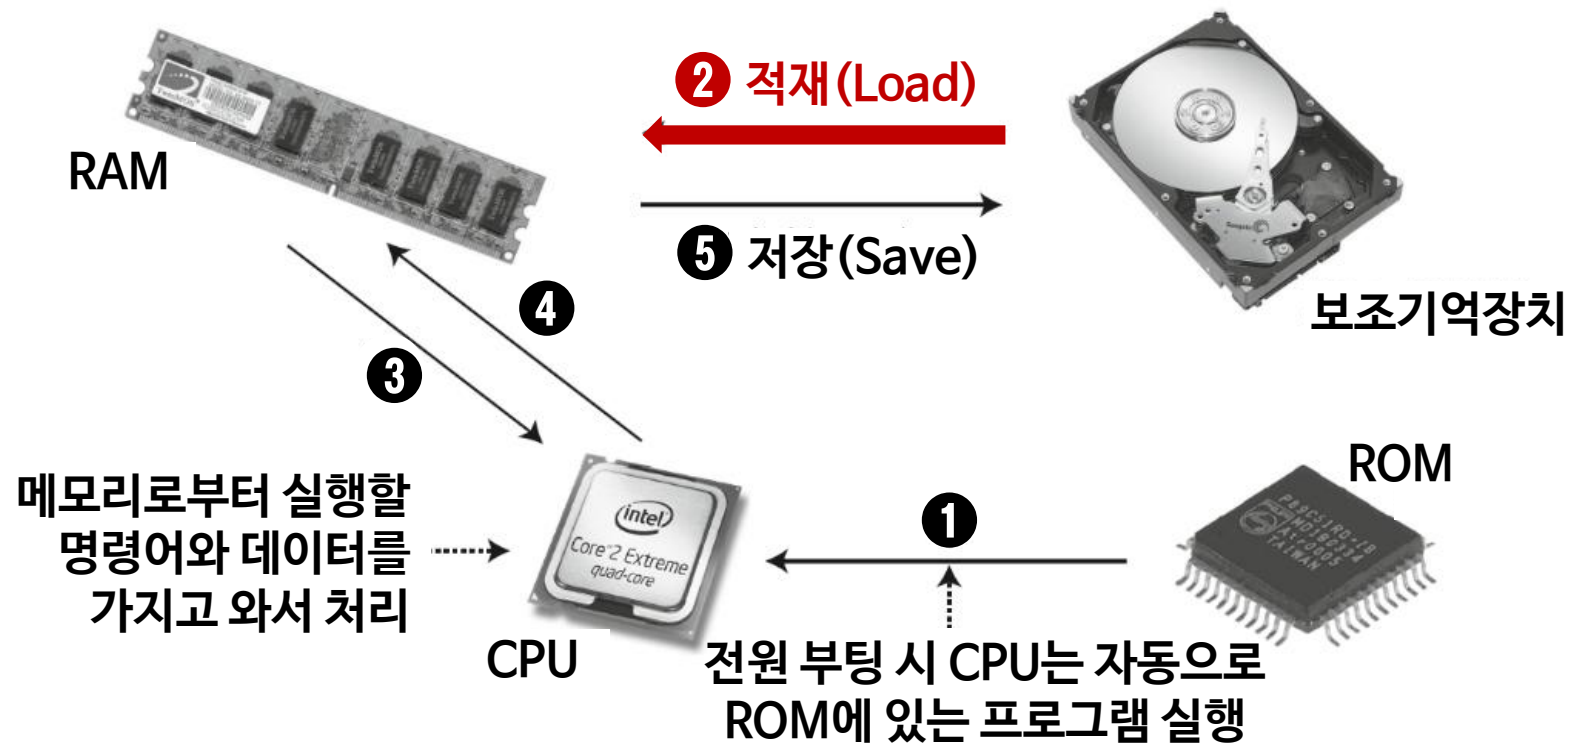 ❷ 적재(Load)
RAM
❺ 저장(Save)
보조기억장치
❹
❸
ROM
메모리로부터 실행할
명령어와 데이터를
가지고 와서 처리
intel
Core 2 Extreme
quad-core
❶
P89C51RD-IB
TAIWAN
CPU
전원 부팅 시 CPU는 자동으로
ROM에 있는 프로그램 실행